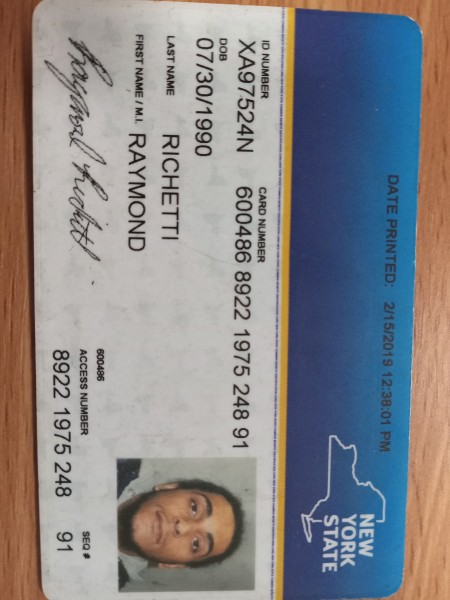 DATE PRINTED: 2/15/2019 12:38:01 PM
NEW
YORK
STATE
ID NUMBER CARD NUMBER
XA97524N 600486 8922 1975 248 91
DOB
07/30/1990
LAST NAME RICHETTI
FIRST NAME / M.I. RAYMOND
Raymond Richetti
600486
ACCESS NUMBER SEQ #
8922 1975 248 91